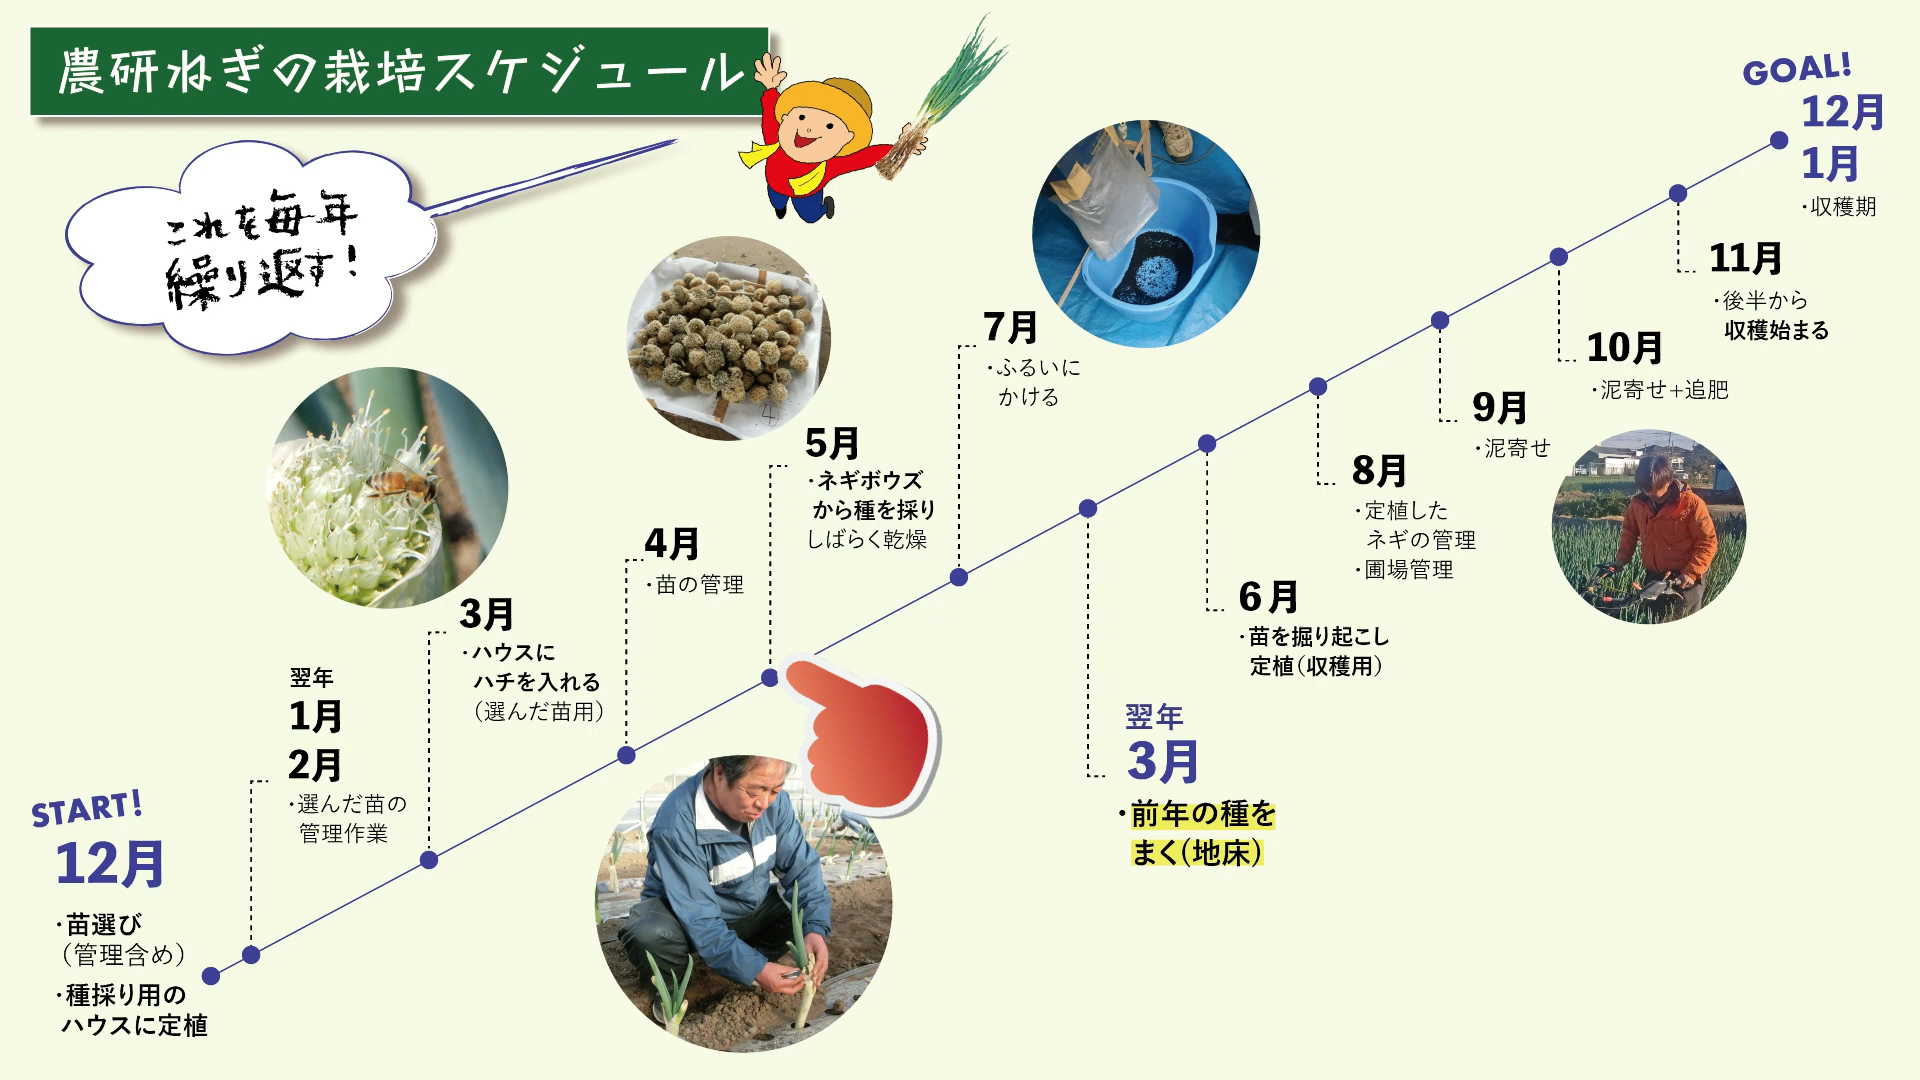 農研ねぎの栽培スケジュール
これを毎年
繰り返す!
START!
12月
・苗選び
(管理含め)
・種採り用の
ハウスに定植
翌年
1月
2月
・選んだ苗の
管理作業
3月
・ハウスに
ハチを入れる
(選んだ苗用)
4月
・苗の管理
5月
・ネギボウズ
から種を採り
しばらく乾燥
7月
・ふるいに
かける
翌年
3月
・前年の種を
まく(地床)
6月
・苗を掘り起こし
定植(収穫用)
8月
・定植した
ネギの管理
・圃場管理
9月
・泥寄せ
10月
・泥寄せ+追肥
11月
・後半から
収穫始まる
GOAL!
12月
1月
・収穫期
4